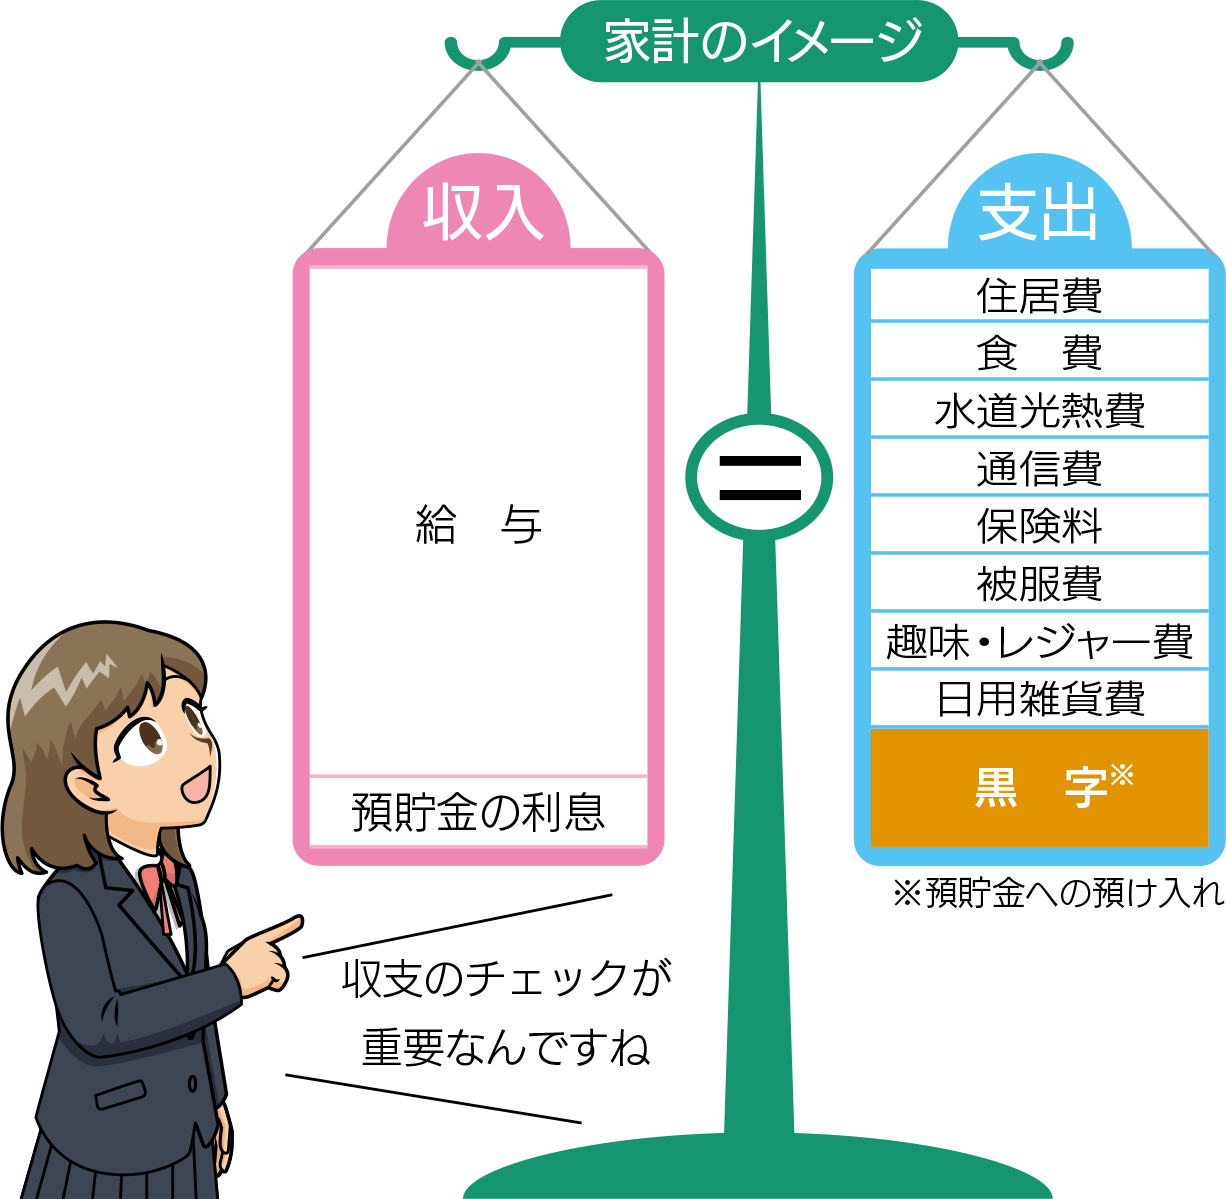 家計のイメージ
収入
給　与
預貯金の利息
＝
支出
住居費
食　費
水道光熱費
通信費
保険料
被服費
趣味・レジャー費
日用雑貨費
黒　字※
※預貯金への預け入れ
収支のチェックが
重要なんですね